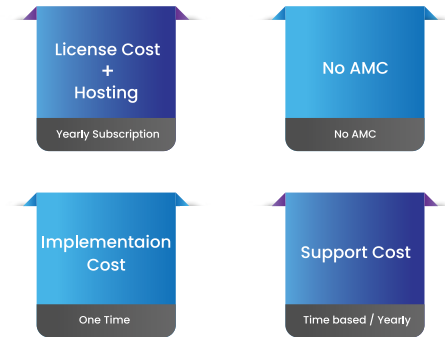 License Cost
+
Hosting
Yearly Subscription
No AMC
No AMC
Implementaion
Cost
One Time
Support Cost
Time based / Yearly